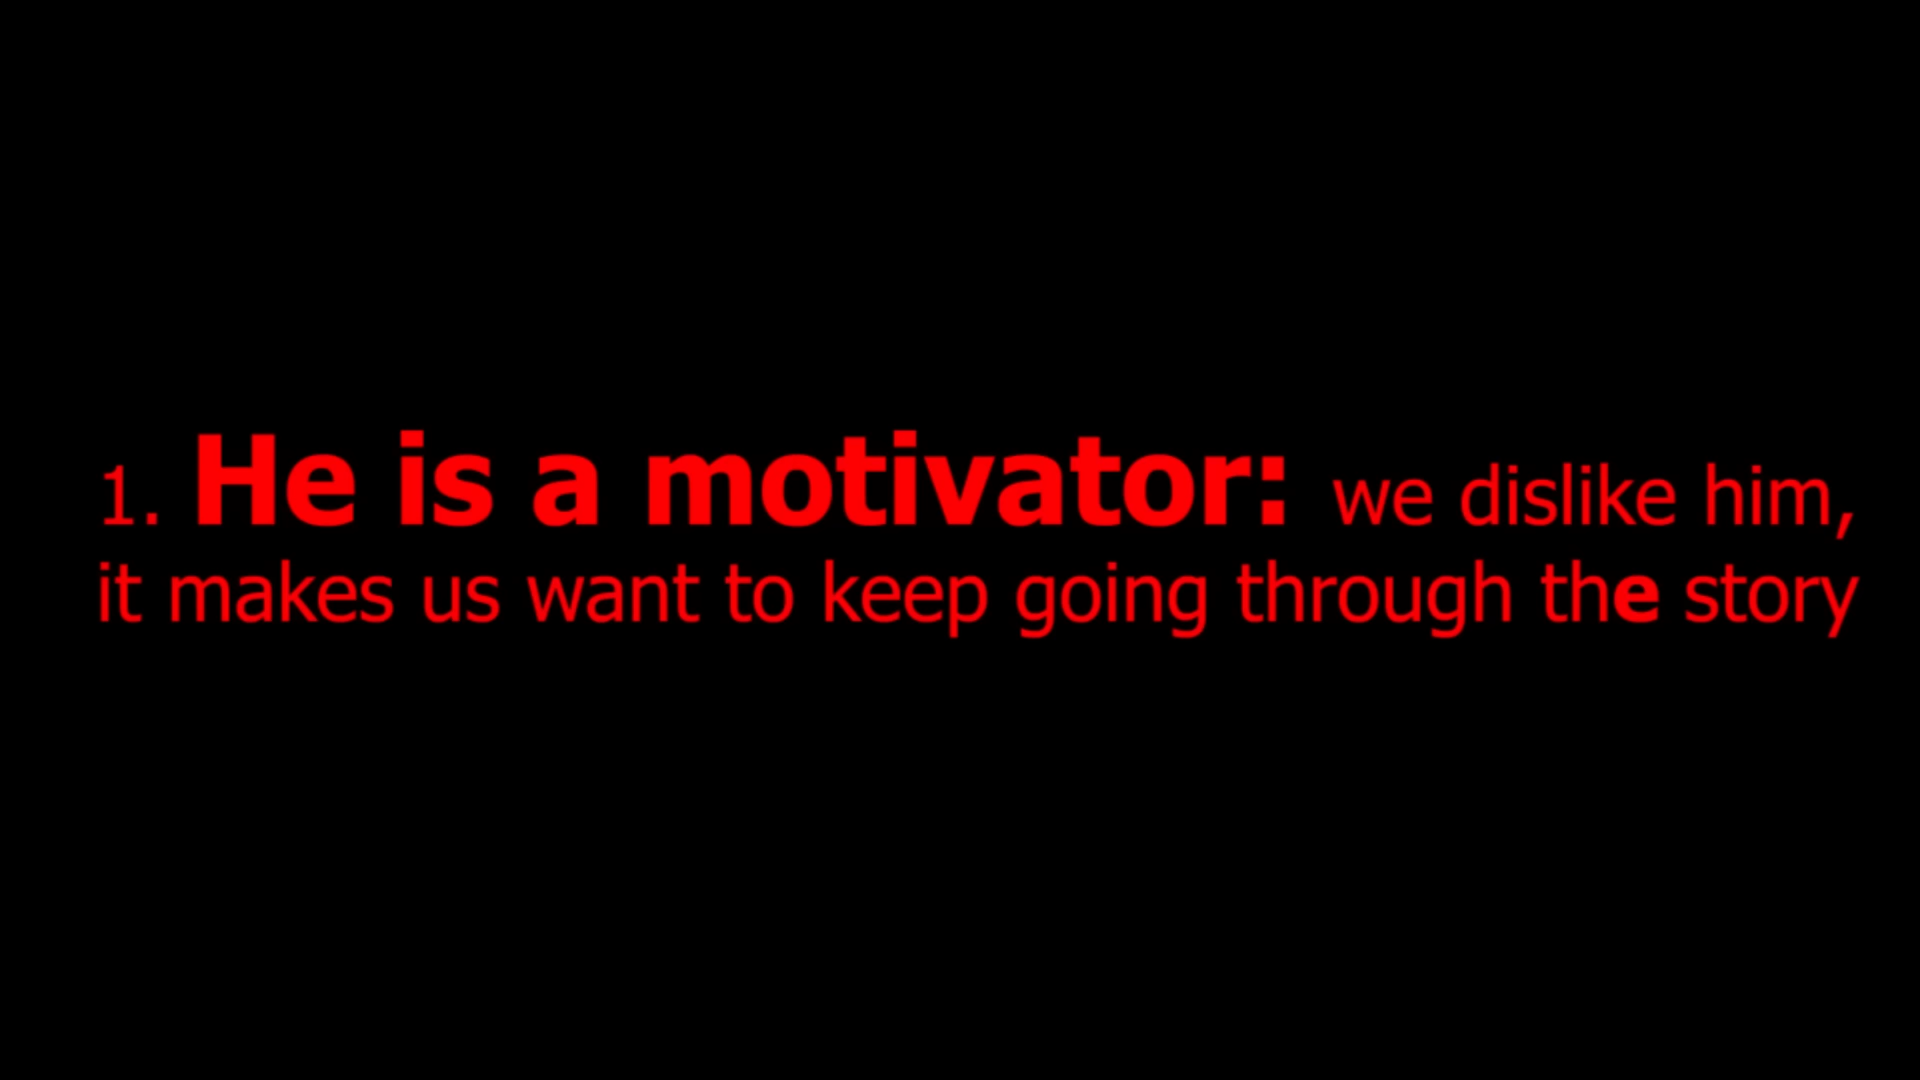 1. He is a motivator: we dislike him,
it makes us want to keep going through the story